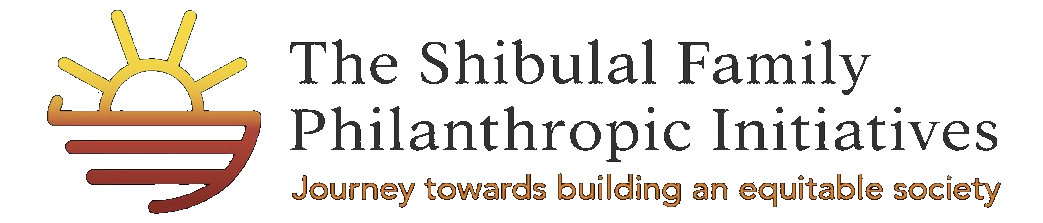 The Shibulal Family
Philanthropic Initiatives
Journey towards building an equitable society